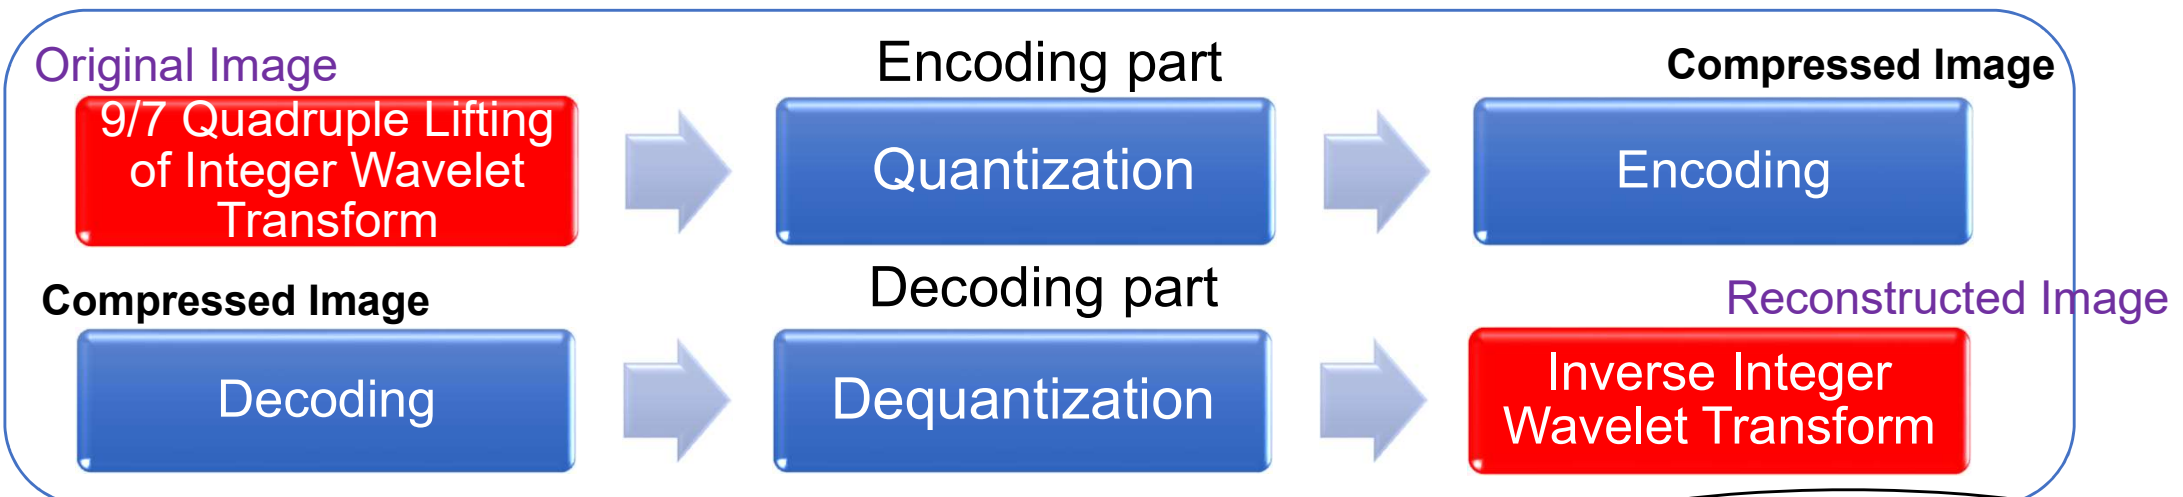 Original Image
Encoding part
Compressed Image
9/7 Quadruple Lifting
of Integer Wavelet
Transform
Quantization
Encoding
Compressed Image
Decoding part
Reconstructed Image
Decoding
Dequantization
Inverse Integer
Wavelet Transform